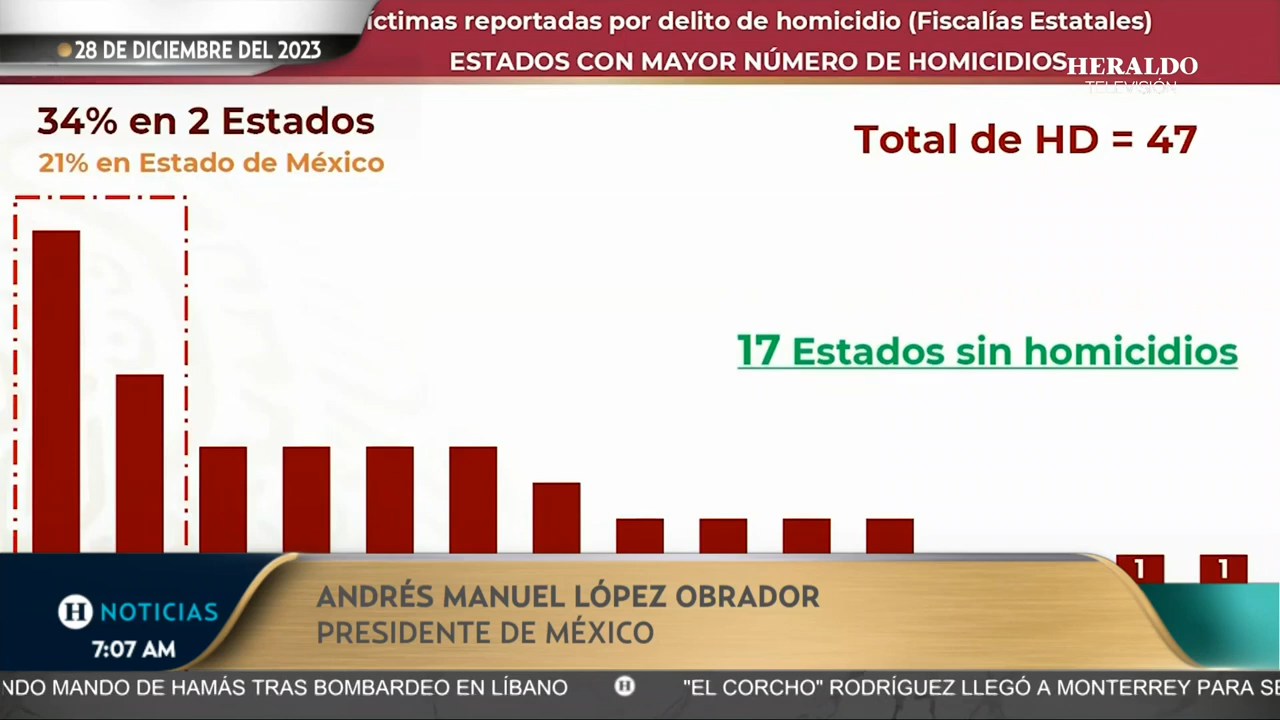 íctimas reportadas por delito de homicidio (Fiscalías Estatales)
28 DE DICIEMBRE DEL 2023
ESTADOS CON MAYOR NÚMERO DE HOMICIDIOS
HERALDO
TELEVISIÓN
34% en 2 Estados
21% en Estado de México
Total de HD = 47
17 Estados sin homicidios
1
1
ANDRÉS MANUEL LÓPEZ OBRADOR
PRESIDENTE DE MÉXICO
H NOTICIAS
7:07 AM
NDO MANDO DE HAMÁS TRAS BOMBARDEO EN LÍBANO H "EL CORCHO" RODRÍGUEZ LLEGÓ A MONTERREY PARA SE